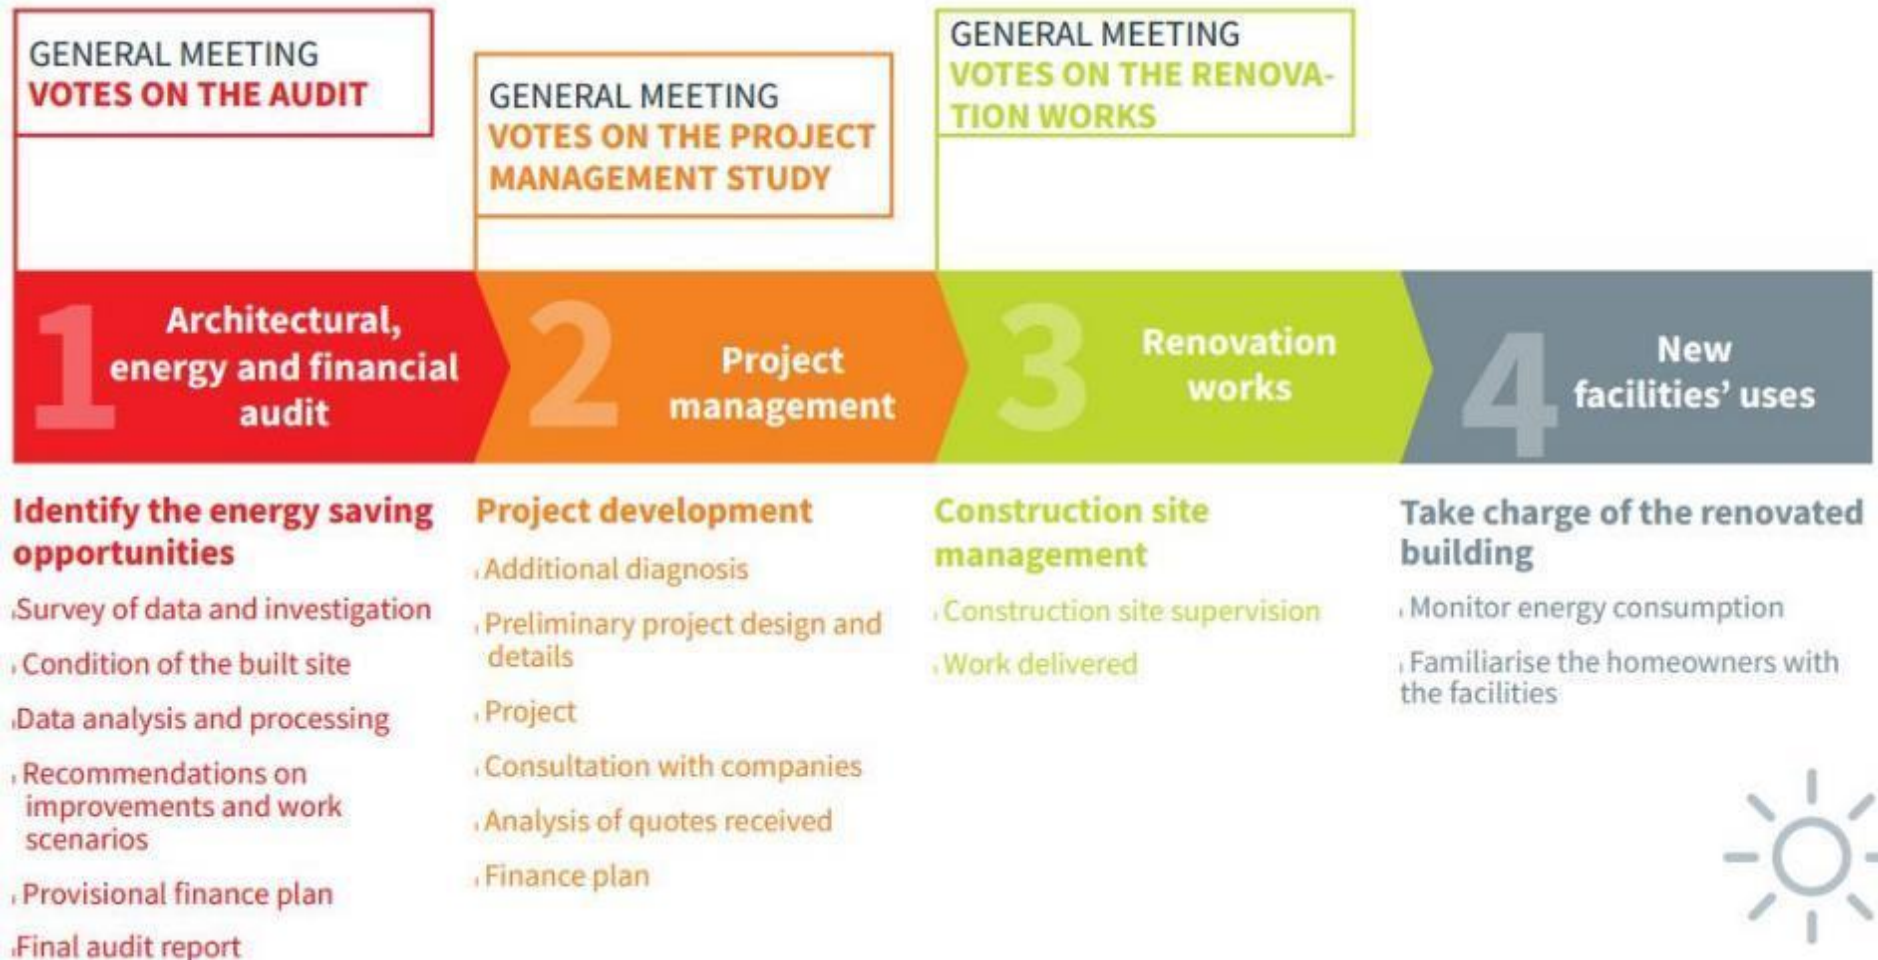 GENERAL MEETING
VOTES ON THE AUDIT
GENERAL MEETING
VOTES ON THE PROJECT
MANAGEMENT STUDY
GENERAL MEETING
VOTES ON THE RENOVA-
TION WORKS
1
Architectural,
energy and financial
audit
2
Project
management
3
Renovation
works
4
New
facilities’ uses
Identify the energy saving
opportunities
Survey of data and investigation
Condition of the built site
Data analysis and processing
Recommendations on
improvements and work
scenarios
Provisional finance plan
Final audit report
Project development
Additional diagnosis
Preliminary project design and
details
Project
Consultation with companies
Analysis of quotes received
Finance plan
Construction site
management
Construction site supervision
Work delivered
Take charge of the renovated
building
Monitor energy consumption
Familiarise the homeowners with
the facilities